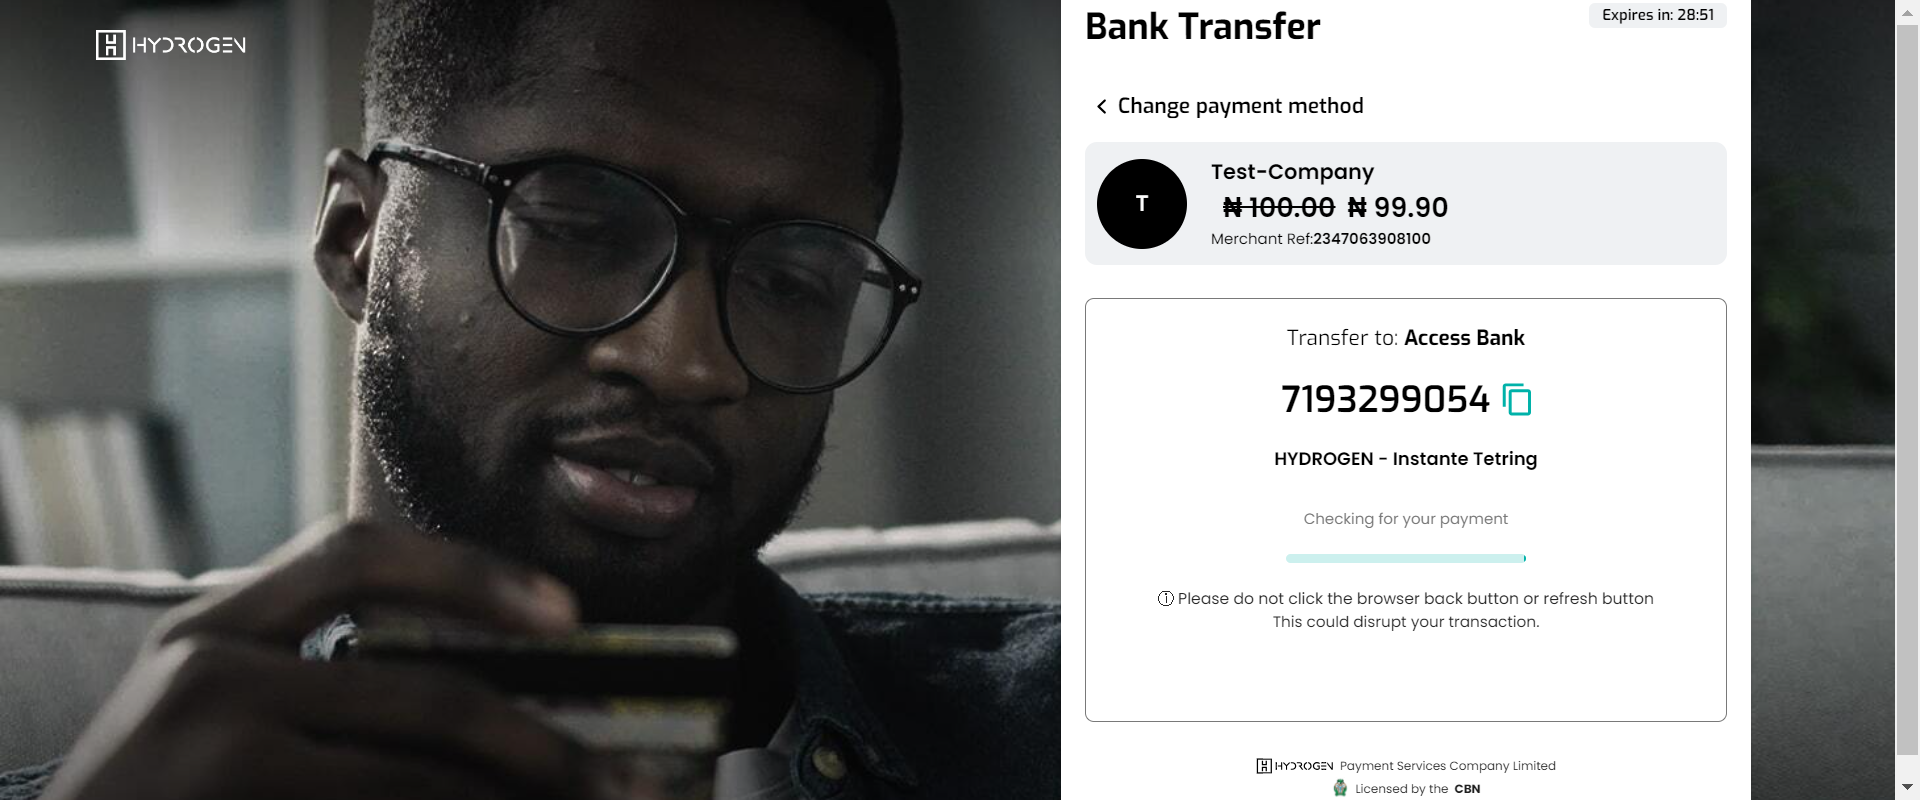 HYDROGEN
Bank Transfer
Expires in: 28:51
Change payment method
T
Test-Company
₦ 100.00 ₦ 99.90
Merchant Ref:2347063908100
Transfer to: Access Bank
7193299054
HYDROGEN - Instante Tetring
Checking for your payment
Please do not click the browser back button or refresh button
This could disrupt your transaction.
HYDROGEN Payment Services Company Limited
Licensed by the CBN